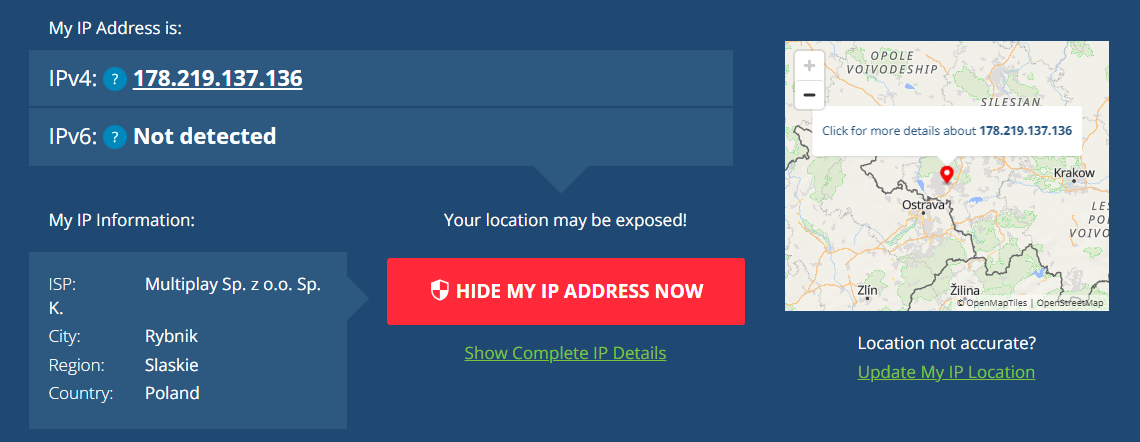 My IP Address is:
IPv4: ? 178.219.137.136
IPv6: ? Not detected
My IP Information:
ISP: Multiplay Sp. z o.o. Sp.
K.
City: Rybnik
Region: Slaskie
Country: Poland
Your location may be exposed!
HIDE MY IP ADDRESS NOW
Show Complete IP Details
+
−
OPOLE
VOIVODESHIP
SILESIAN
Click for more details about 178.219.137.136
Krakow
Ostrava
LES
PO
VOIVO
Zlín
Žilina
© OpenMapTiles | OpenStreetMap
Location not accurate?
Update My IP Location